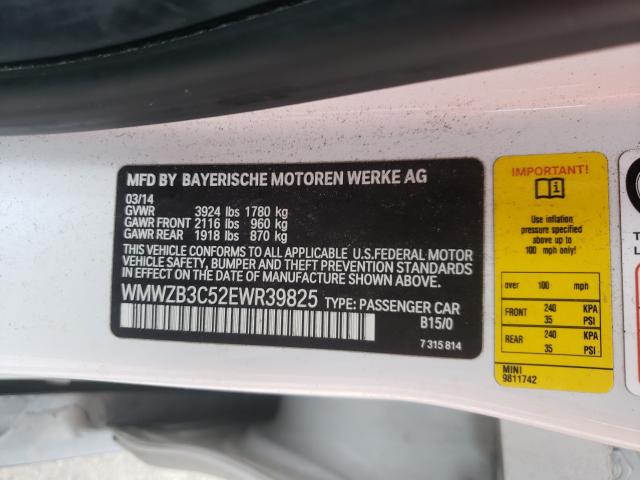 MFD BY BAYERISCHE MOTOREN WERKE AG
03/14
GVWR 3924 lbs 1780 kg
GAWR FRONT 2116 lbs 960 kg
GAWR REAR 1918 lbs 870 kg
THIS VEHICLE CONFORMS TO ALL APPLICABLE U.S.FEDERAL MOTOR
VEHICLE SAFETY, BUMPER AND THEFT PREVENTION STANDARDS
IN EFFECT ON THE DATE OF MANUFACTURE SHOWN ABOVE.
WMWZB3C52EWR39825 TYPE: PASSENGER CAR
B15/0
7 315 814
IMPORTANT!
Use inflation
pressure specified
above up to
100 mph only!
over 100 mph
FRONT 240 KPA
35 PSI
REAR 240 KPA
35 PSI
MINI
9811742